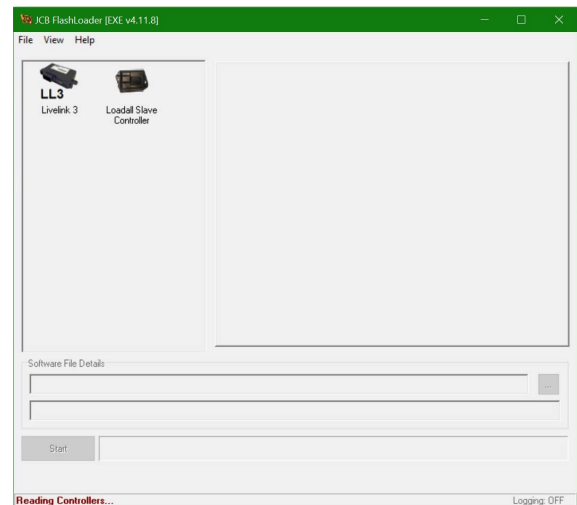 JCB FlashLoader [EXE v4.11.8]
File View Help
LL3
Livelink 3
Loadall Slave
Controller
Software File Details
...
Start
Reading Controllers...
Logging: OFF